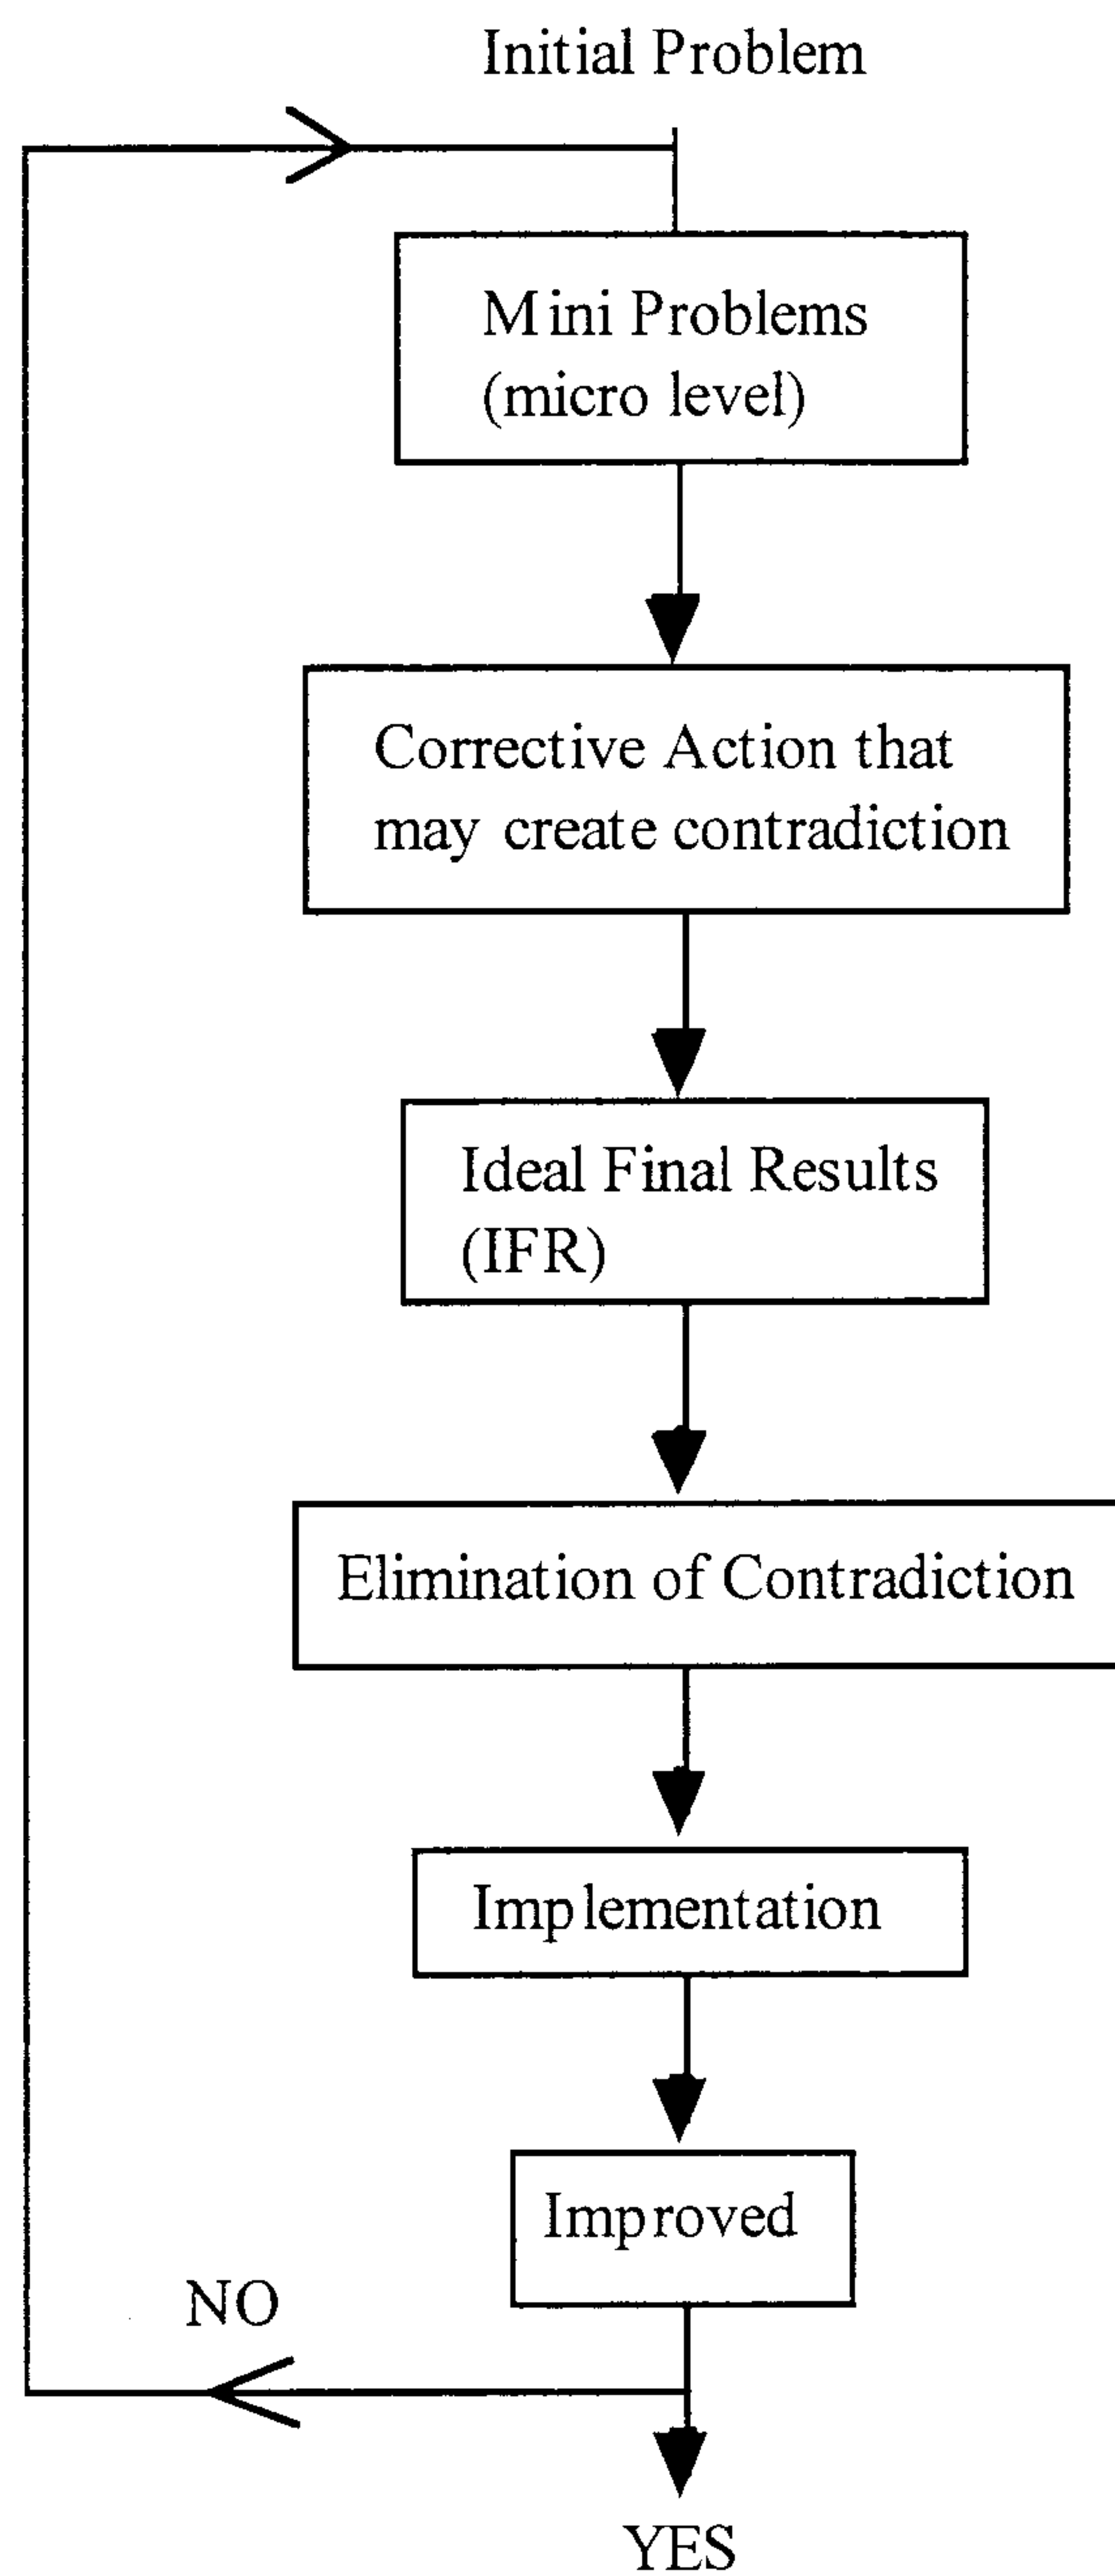 Initial Problem
Mini Problems
(micro level)
Corrective Action that
may create contradiction
Ideal Final Results
(IFR)
Elimination of Contradiction
Implementation
Improved
NO
YES